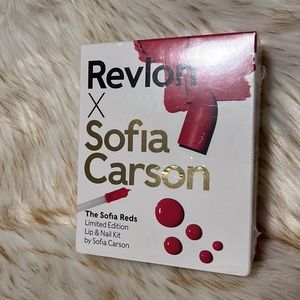 Revlon
X
Sofia
Carson
The Sofia Reds
Limited Edition
Lip & Nail Kit
by Sofia Carson